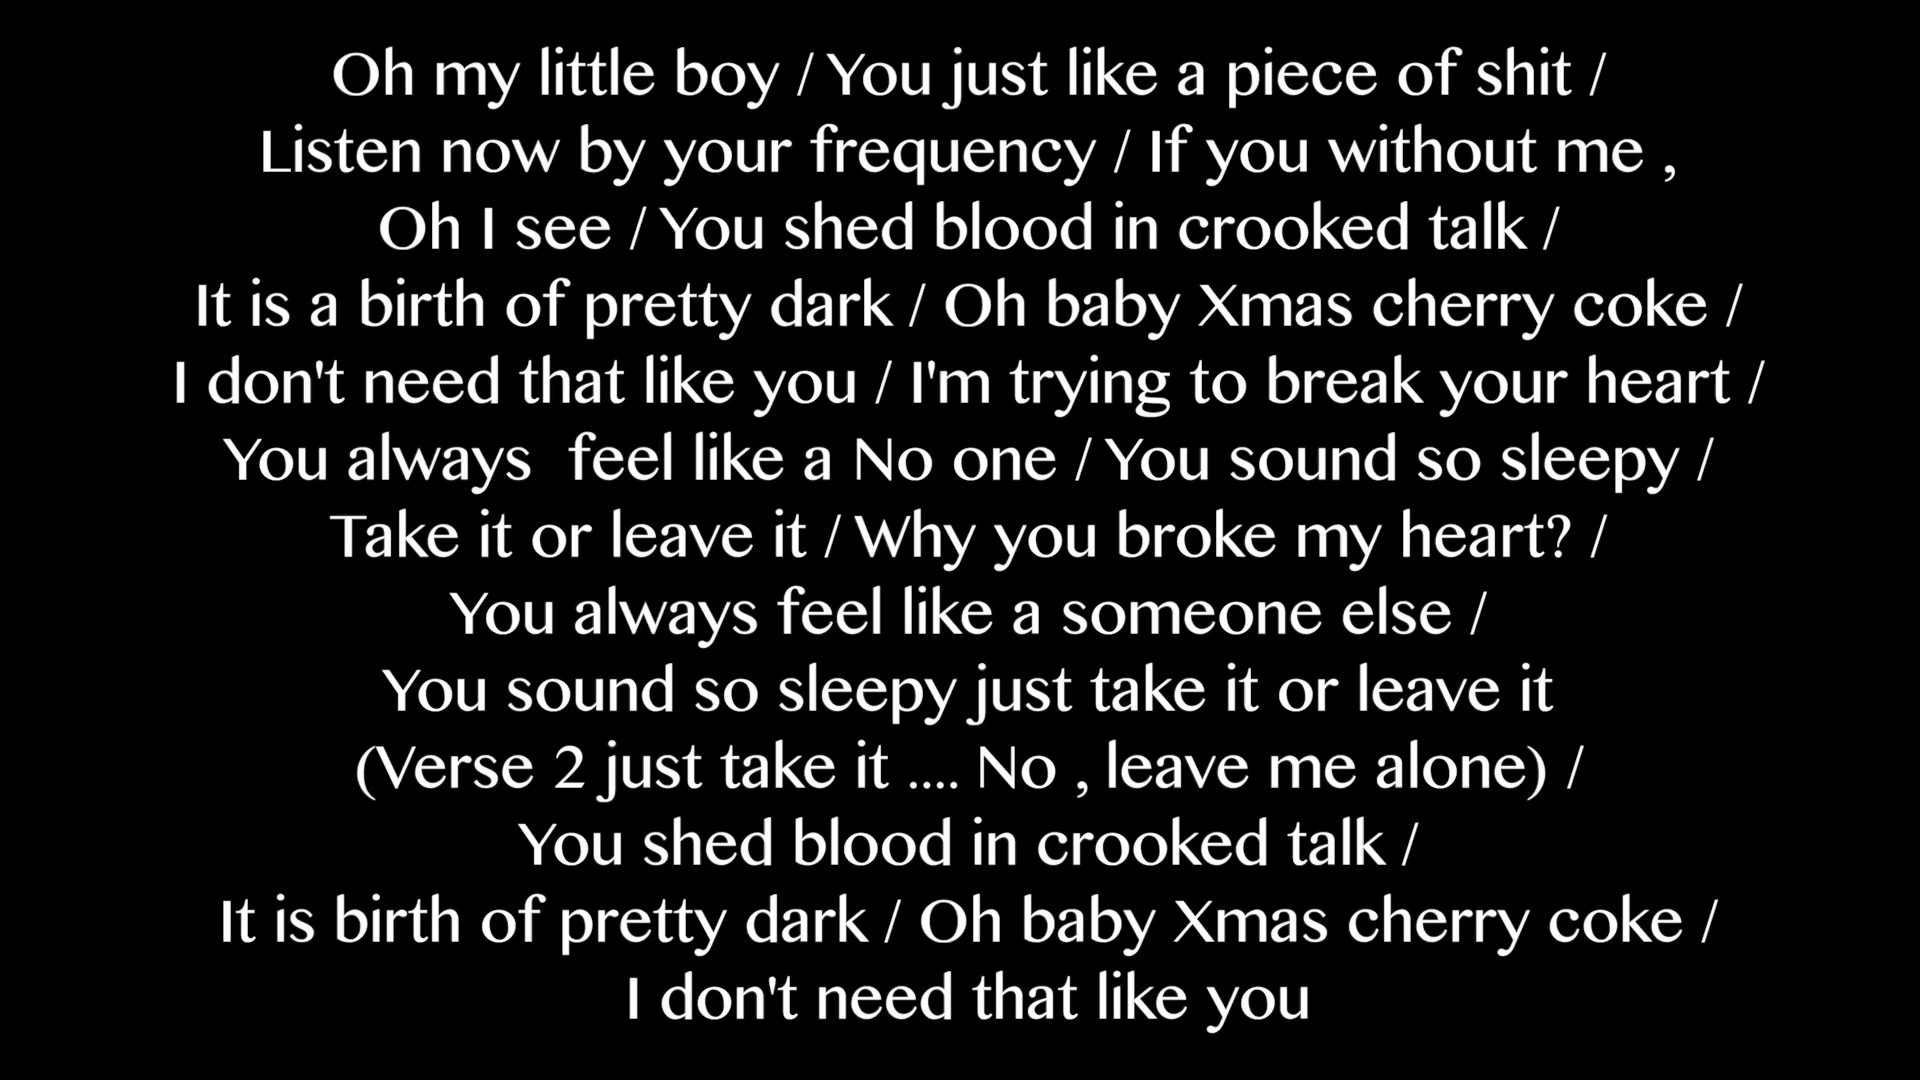 Oh my little boy / You just like a piece of shit /
Listen now by your frequency / If you without me ,
Oh I see / You shed blood in crooked talk /
It is a birth of pretty dark / Oh baby Xmas cherry coke /
I don't need that like you / I'm trying to break your heart /
You always  feel like a No one / You sound so sleepy /
Take it or leave it / Why you broke my heart? /
You always feel like a someone else /
You sound so sleepy just take it or leave it
(Verse 2 just take it .... No , leave me alone) /
You shed blood in crooked talk /
It is birth of pretty dark / Oh baby Xmas cherry coke /
I don't need that like you